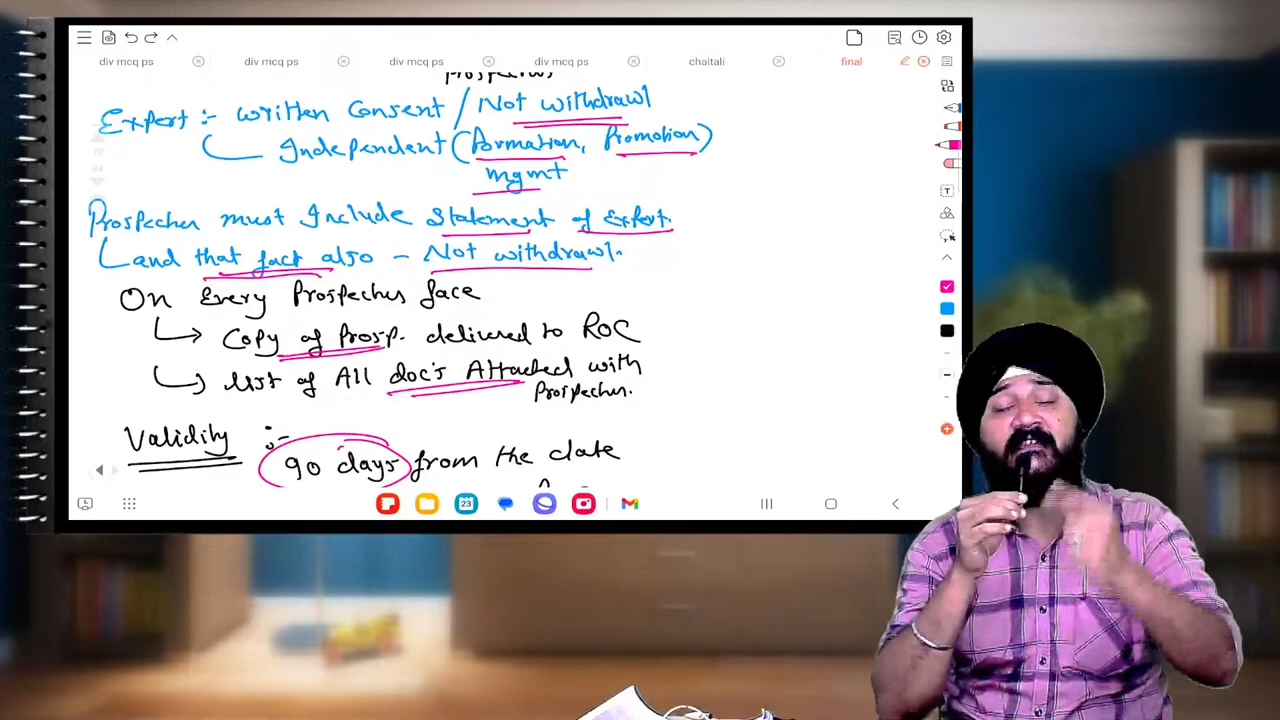 div mcq ps div mcq ps div mcq ps div mcq ps chaitali final
Expert :- written Consent / Not withdrawl
Independent (formation, Promotion)
mgmt
Prospectus must Include Statement of Expert.
and that fact also - Not withdrawl.
On Every Prospectus face
→ Copy of Prosp. delivered to ROC
→ list of All doc's Attached with
Prospectus.
79
84
Validity :-
90 days from the date
23
T